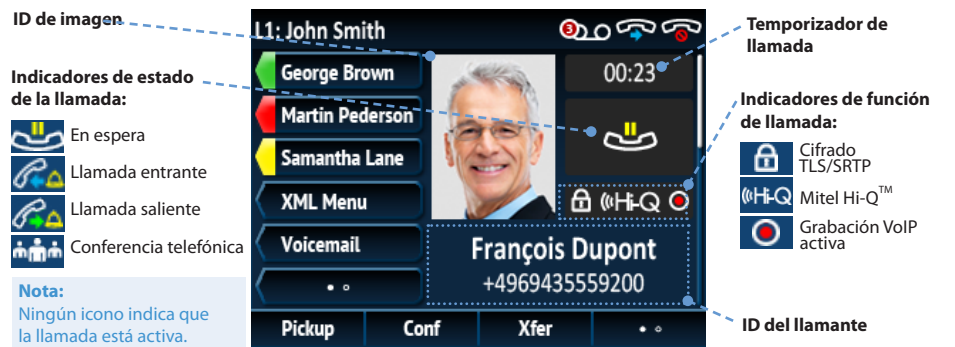 ID de imagen
Indicadores de estado
de la llamada:
En espera
Llamada entrante
Llamada saliente
Conferencia telefónica
Nota:
Ningún icono indica que
la llamada está activa.
L1: John Smith
3
George Brown
Martin Pederson
Samantha Lane
XML Menu
Voicemail
00:23
Hi-Q
François Dupont
+4969435559200
Pickup Conf Xfer
Temporizador de
llamada
Indicadores de función
de llamada:
Cifrado
TLS/SRTP
Hi-Q Mitel Hi-Q™
Grabación VoIP
activa
ID del llamante